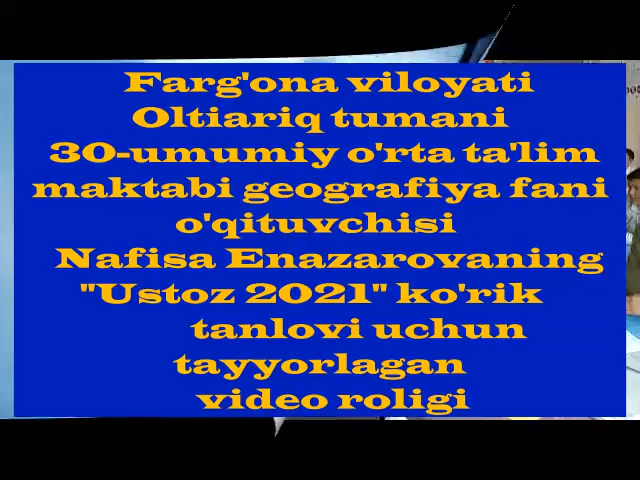 Farg'ona viloyati
Oltiariq tumani
30-umumiy o'rta ta'lim
maktabi geografiya fani
o'qituvchisi
Nafisa Enazarovaning
"Ustoz 2021" ko'rik
tanlovi uchun
tayyorlagan
video roligi